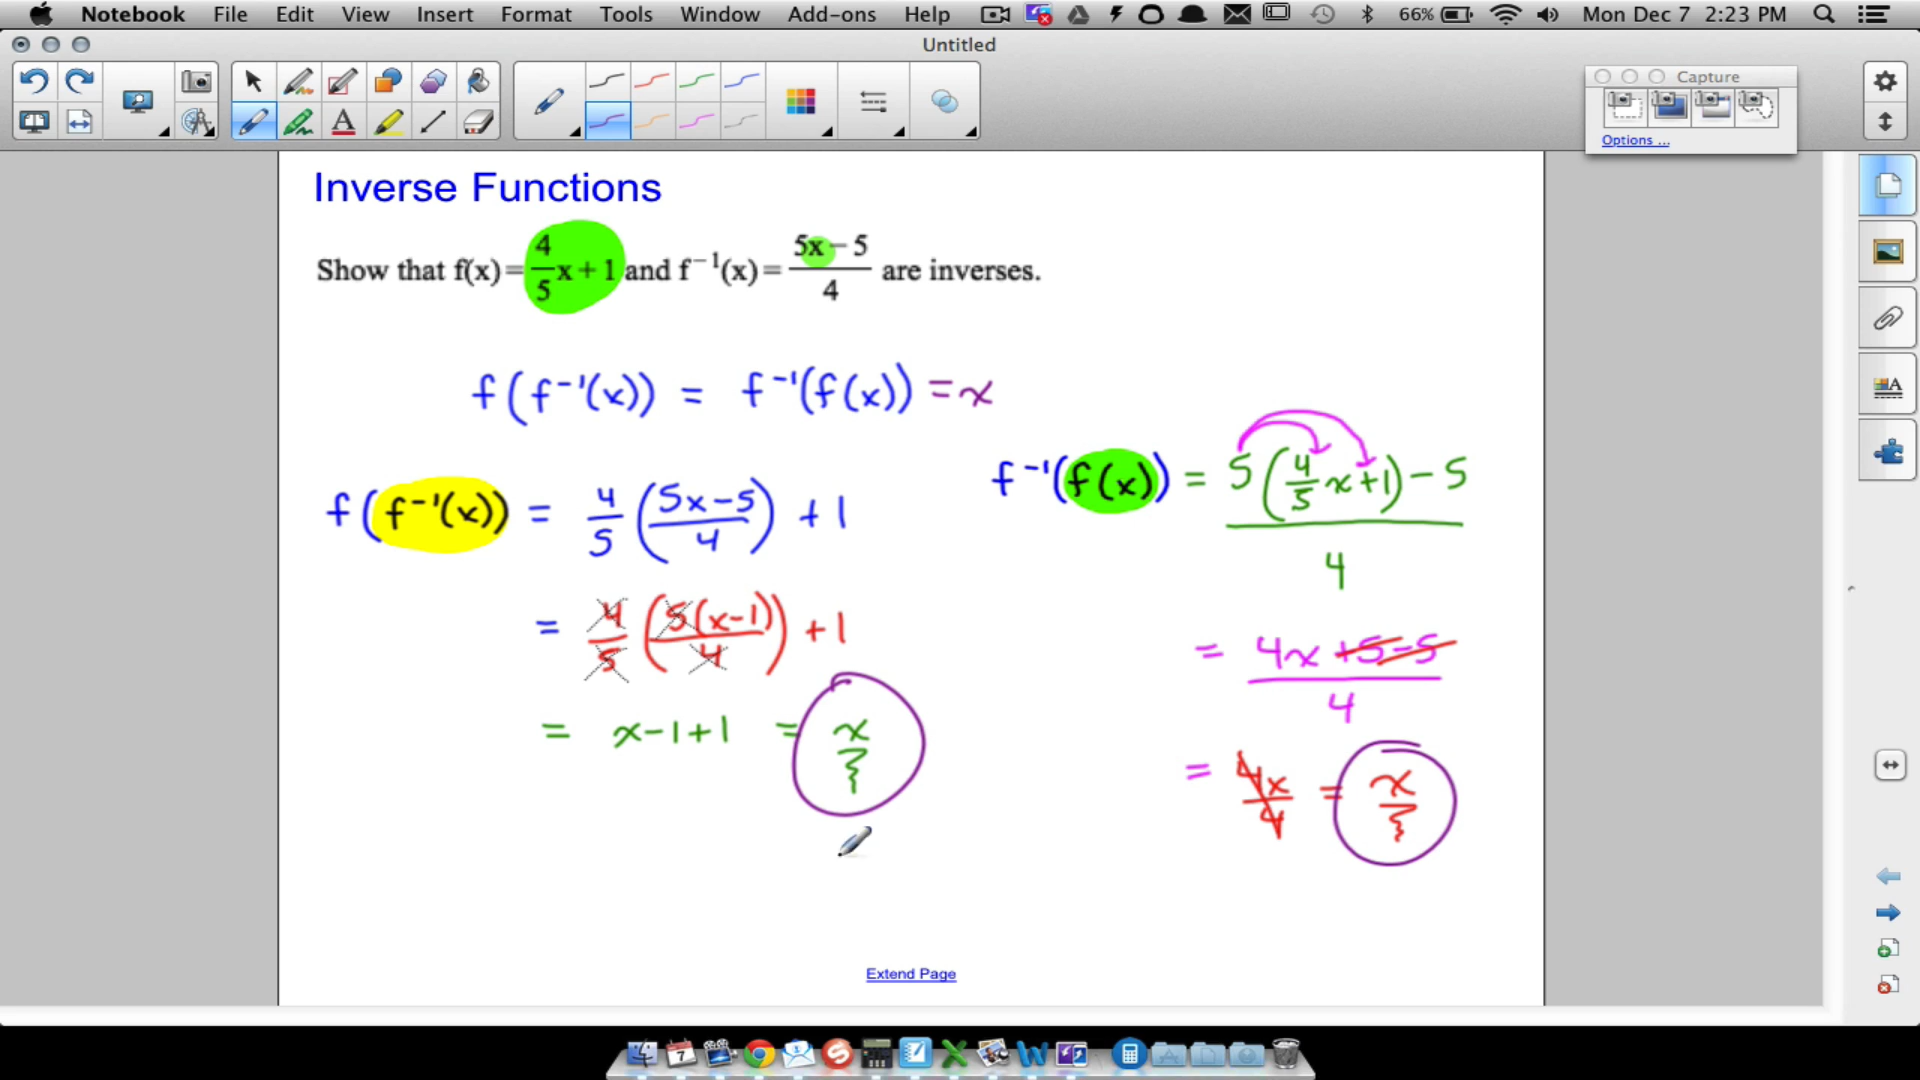 Notebook File Edit View Insert Format Tools Window Add-ons Help 66% Mon Dec 7 2:23 PM
Untitled
Capture
Options ...
Inverse Functions
Show that f(x) = 4/5 x + 1 and f⁻¹(x) = (5x − 5)/4 are inverses.
f(f⁻¹(x)) = f⁻¹(f(x)) = x
f(f⁻¹(x)) = 4/5 ((5x−5)/4) + 1
= 4/5 (5(x−1)/4) + 1
= x−1+1 = x
f⁻¹(f(x)) = (5(4/5 x+1)−5)/4
= (4x+5−5)/4
= 4x/4 = x
Extend Page
7